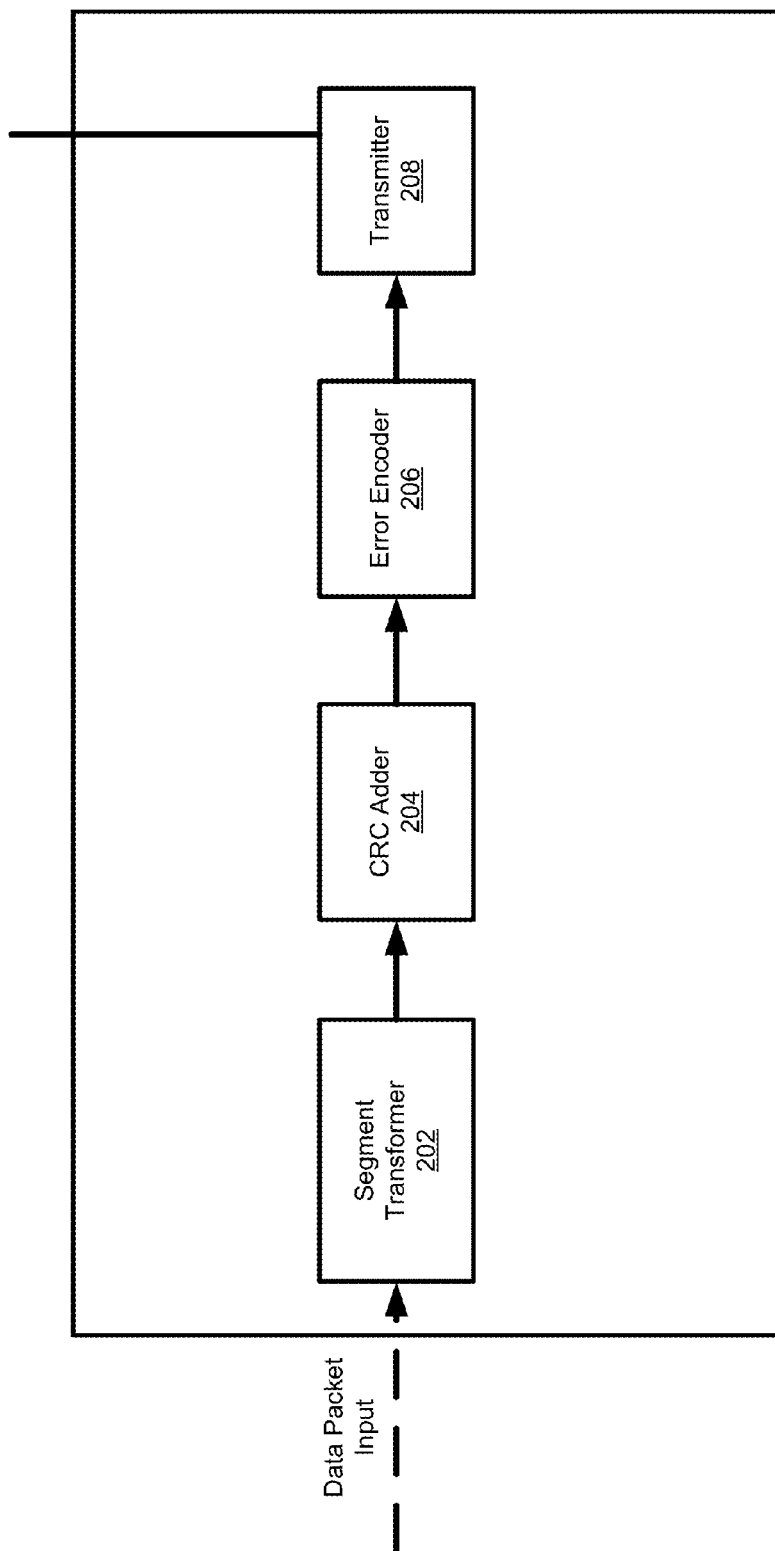 Data Packet
Input
Segment
Transformer
202
CRC Adder
204
Error Encoder
206
Transmitter
208